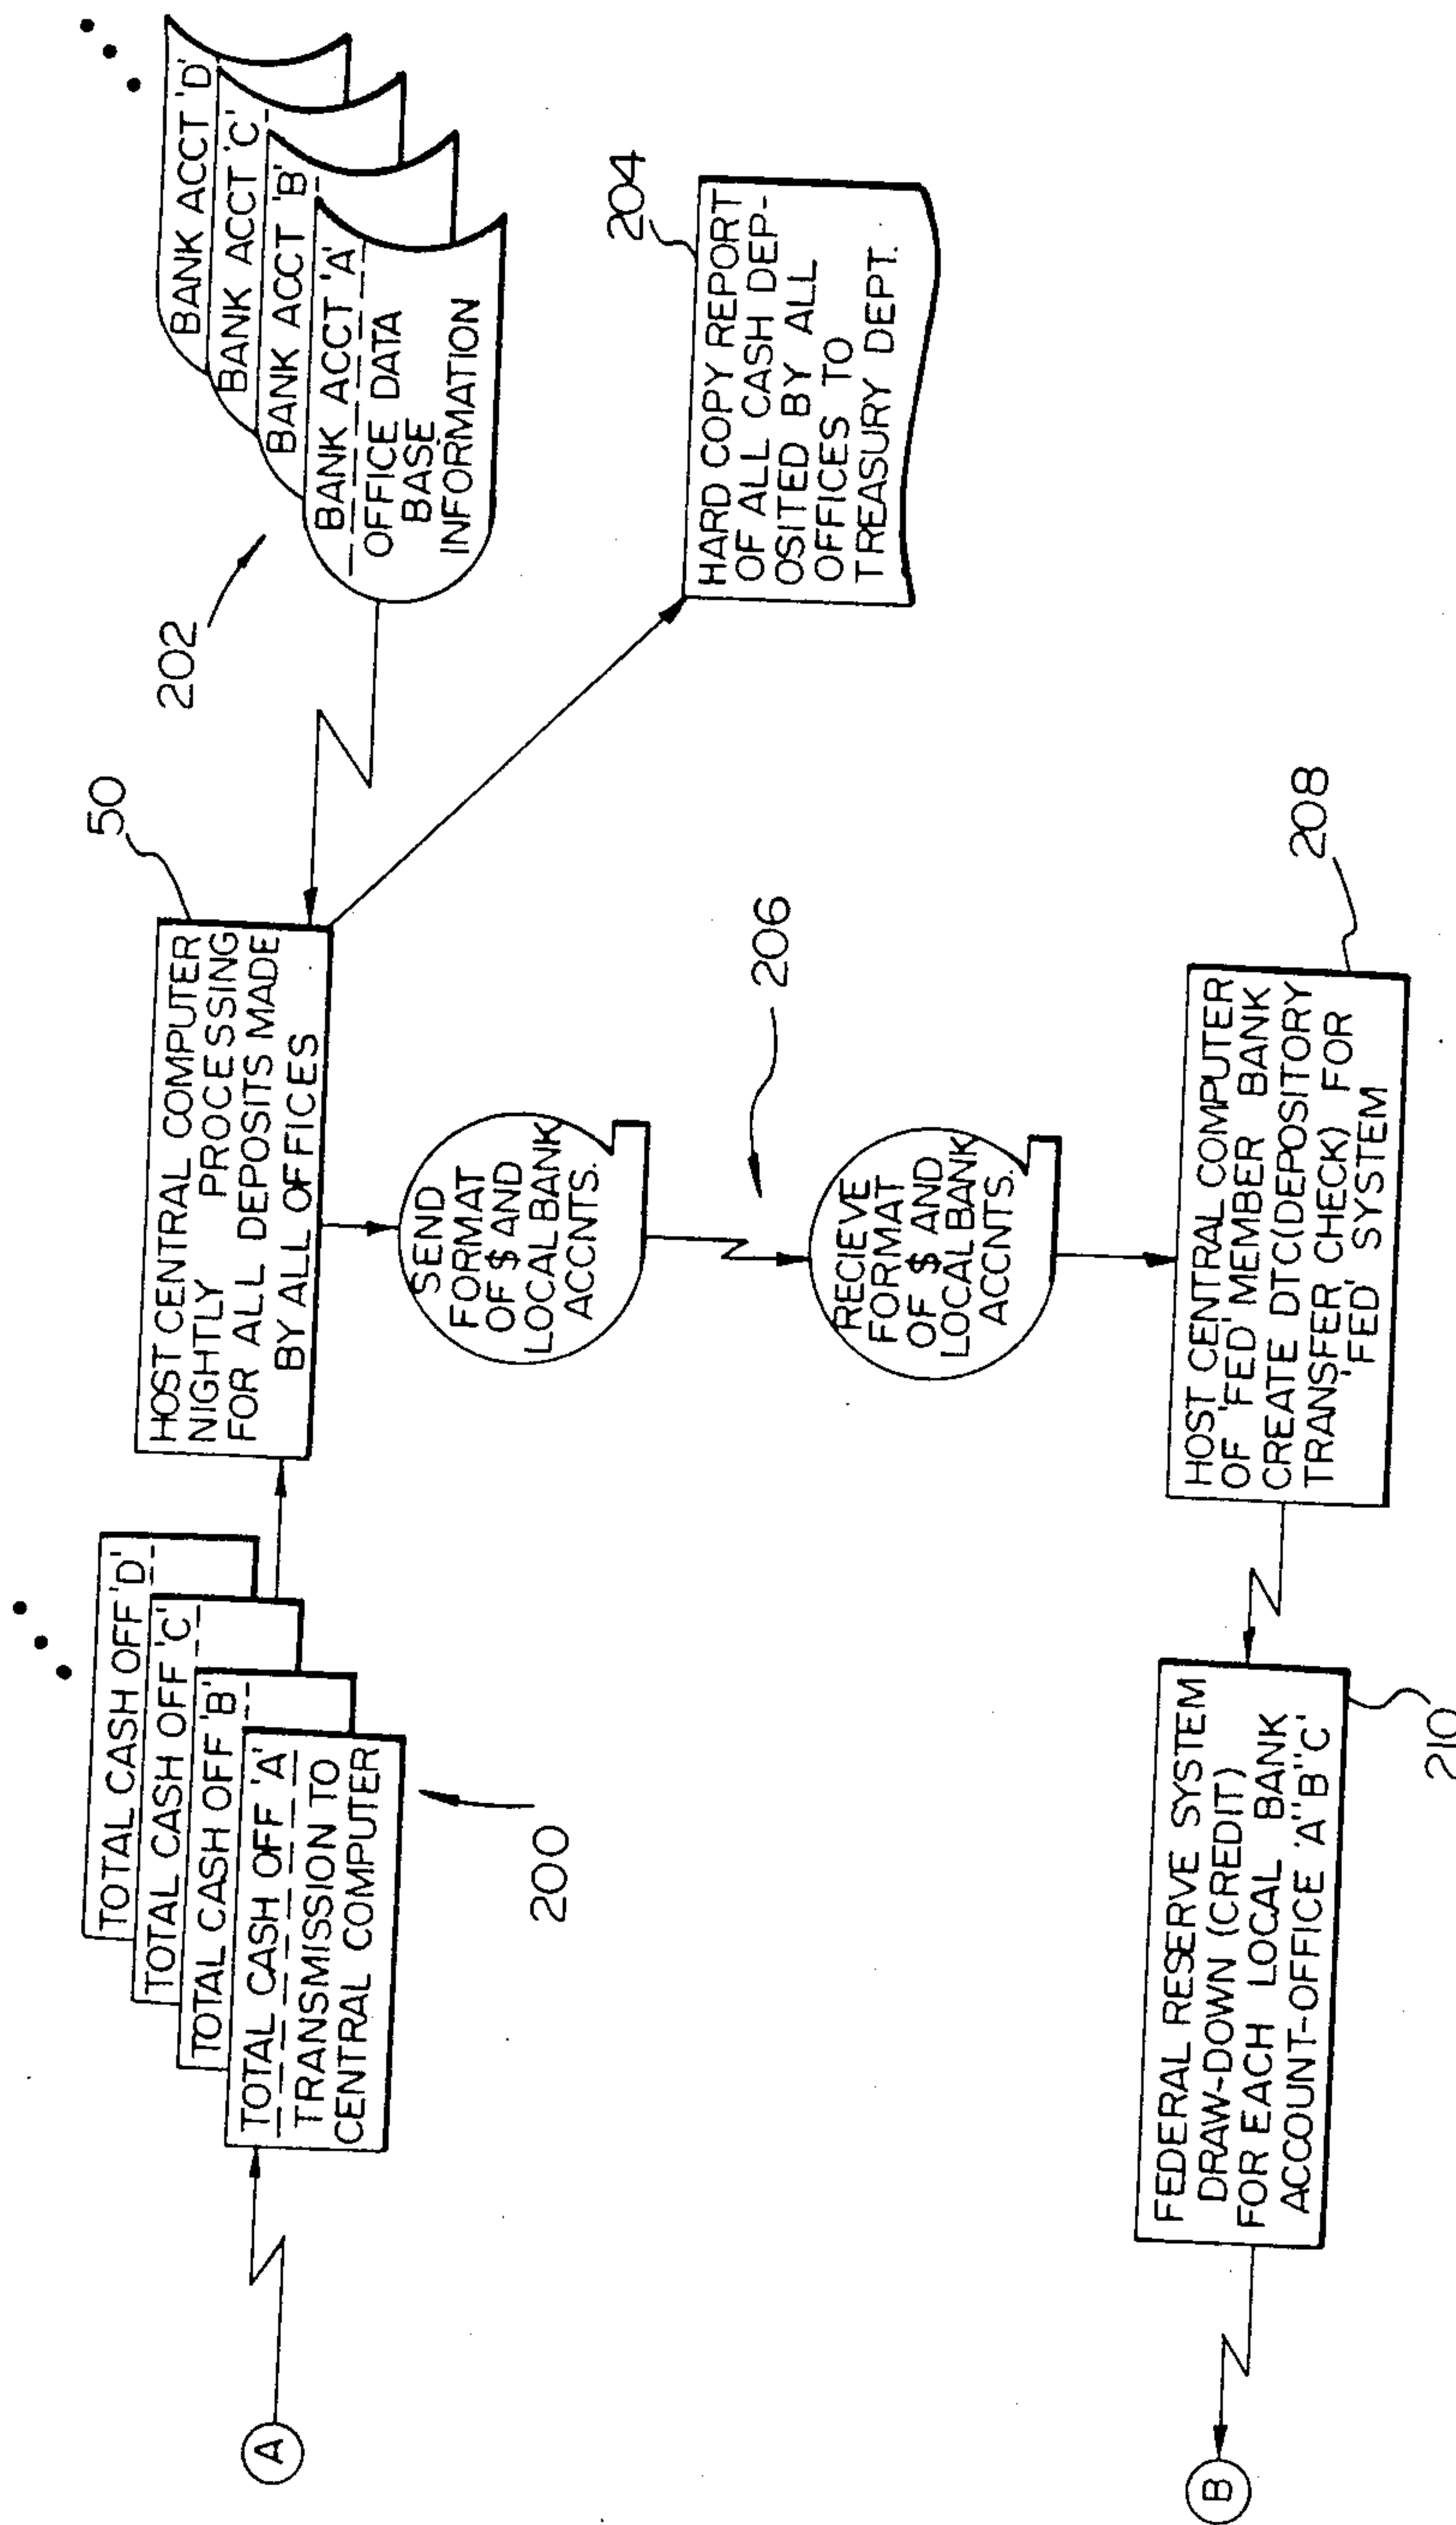 A
TOTAL CASH OFF 'D'
TOTAL CASH OFF 'C'
TOTAL CASH OFF 'B'
TOTAL CASH OFF 'A'
TRANSMISSION TO
CENTRAL COMPUTER
200
50
HOST CENTRAL COMPUTER
NIGHTLY PROCESSING
FOR ALL DEPOSITS MADE
BY ALL OFFICES
202
BANK ACCT 'D'
BANK ACCT 'C'
BANK ACCT 'B'
BANK ACCT 'A'
OFFICE DATA
BASE
INFORMATION
204
HARD COPY REPORT
OF ALL CASH DEP-
OSITED BY ALL
OFFICES TO
TREASURY DEPT.
SEND
FORMAT
OF $ AND
LOCAL BANK
ACCNTS.
206
RECIEVE
FORMAT
OF $ AND
LOCAL BANK
ACCNTS.
208
HOST CENTRAL COMPUTER
OF 'FED' MEMBER BANK
CREATE DTC(DEPOSITORY
TRANSFER CHECK) FOR
'FED' SYSTEM
FEDERAL RESERVE SYSTEM
DRAW-DOWN (CREDIT)
FOR EACH LOCAL BANK
ACCOUNT-OFFICE 'A''B''C'
210
B